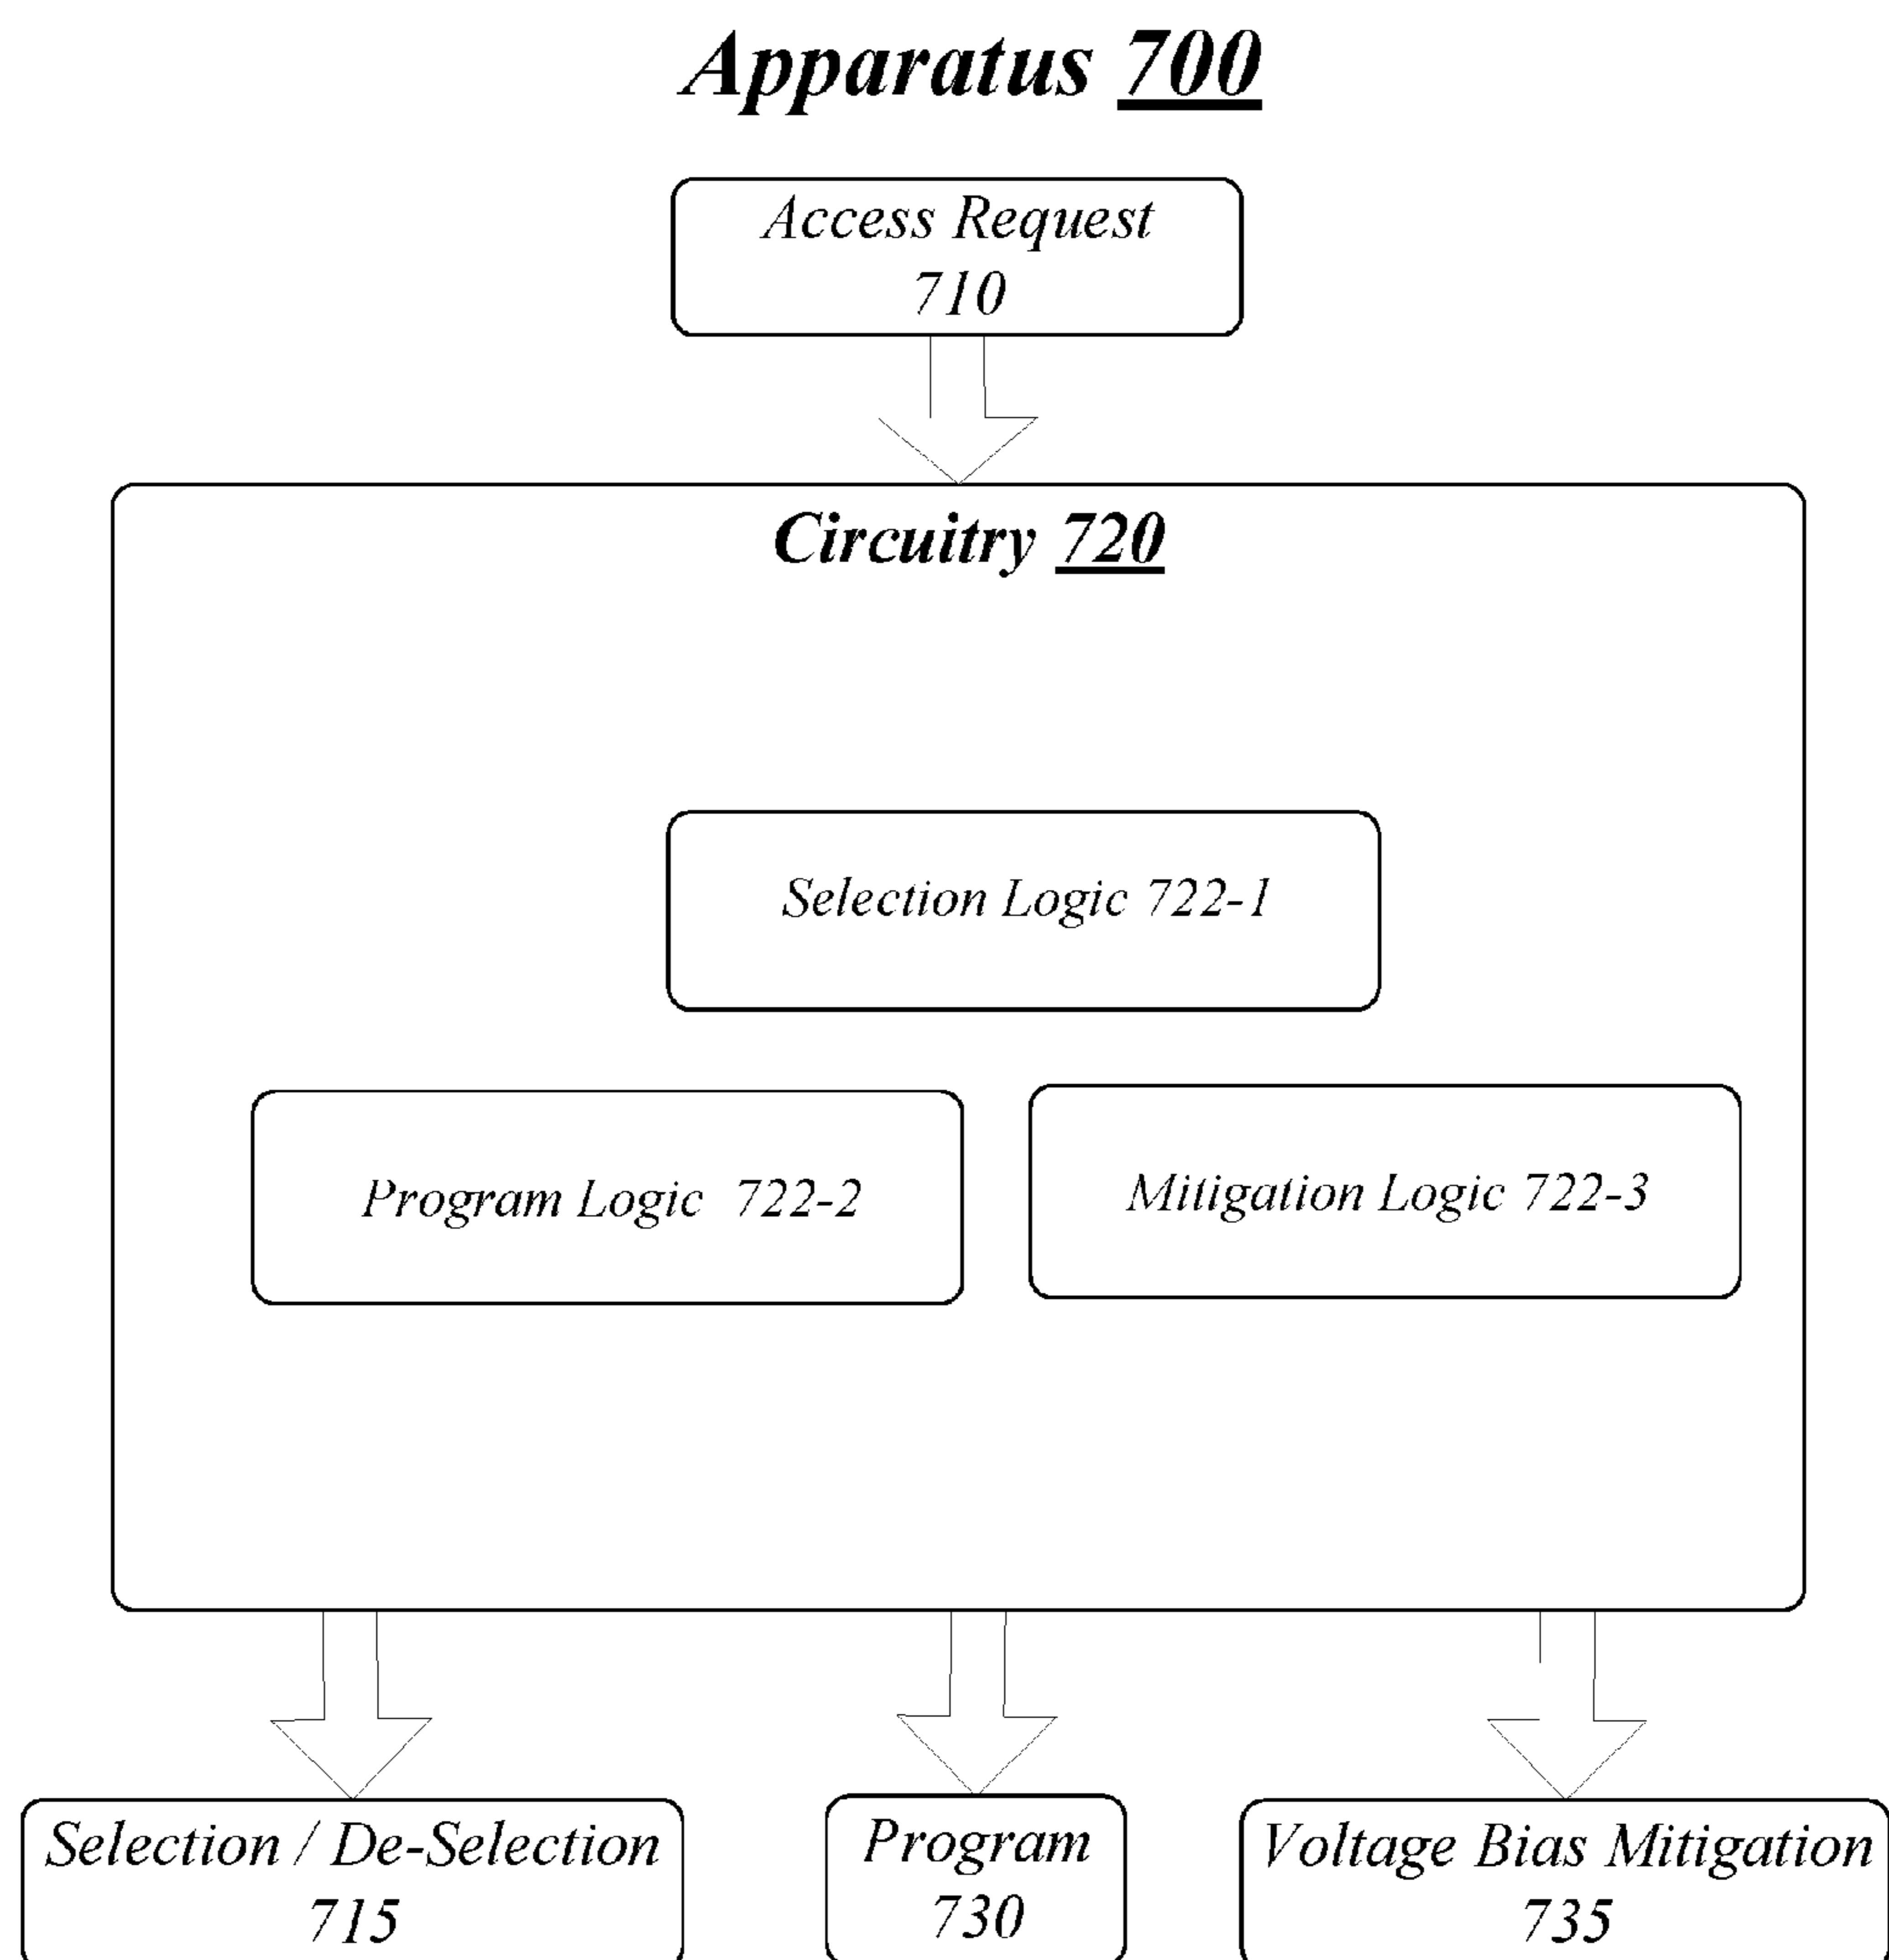 Apparatus 700
Access Request
710
Circuitry 720
Selection Logic 722-1
Program Logic 722-2
Mitigation Logic 722-3
Selection / De-Selection
715
Program
730
Voltage Bias Mitigation
735